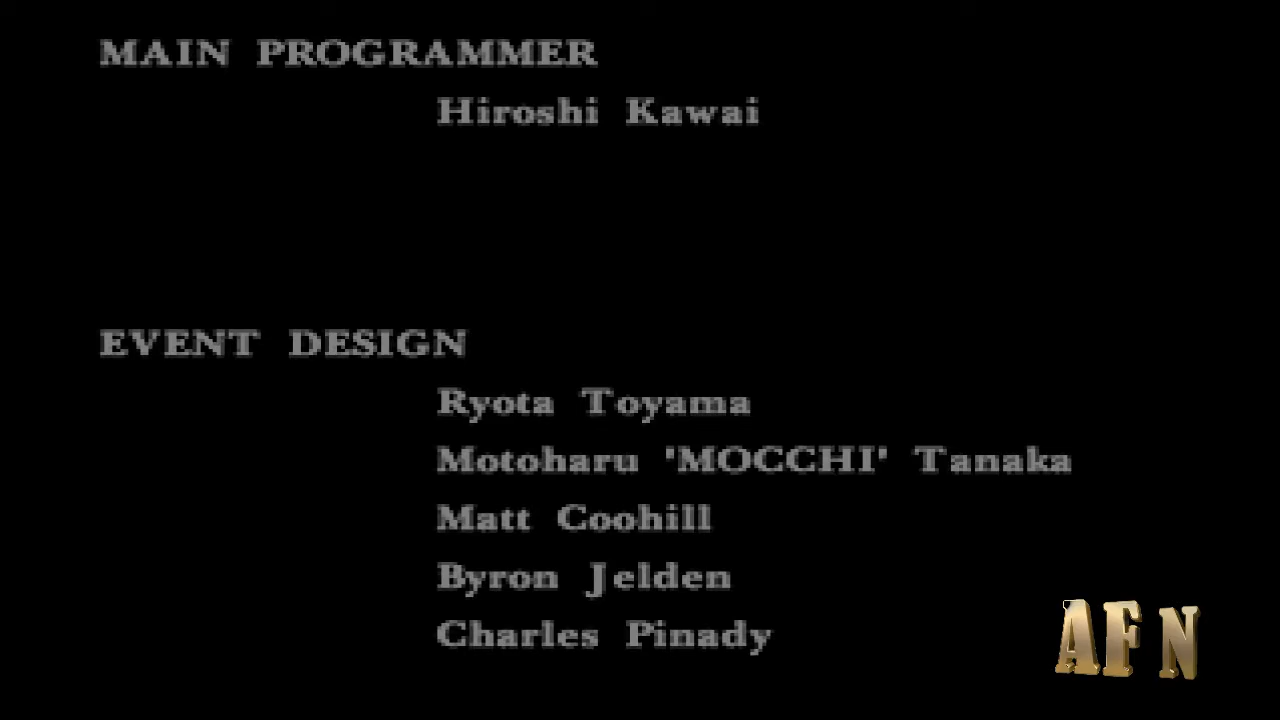 MAIN PROGRAMMER
Hiroshi Kawai
EVENT DESIGN
Ryota Toyama
Motoharu 'MOCCHI' Tanaka
Matt Coohill
Byron Jelden
Charles Pinady
AFN